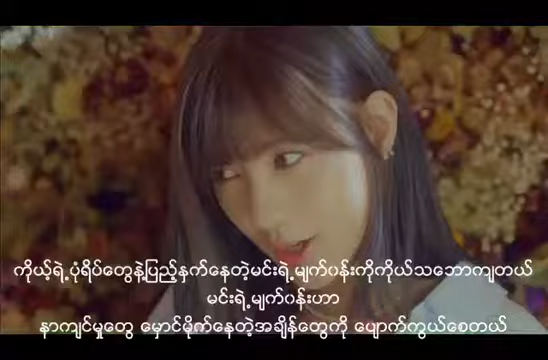 ကိုယ့်ရဲ့ပုံရိပ်တွေနဲ့ပြည့်နှက်နေတဲ့မင်းရဲ့မျက်ဝန်းကိုကိုယ်သဘောကျတယ်
မင်းရဲ့မျက်ဝန်းဟာ
နာကျင်မှုတွေ မှောင်မိုက်နေတဲ့အချိန်တွေကို ပျောက်ကွယ်စေတယ်